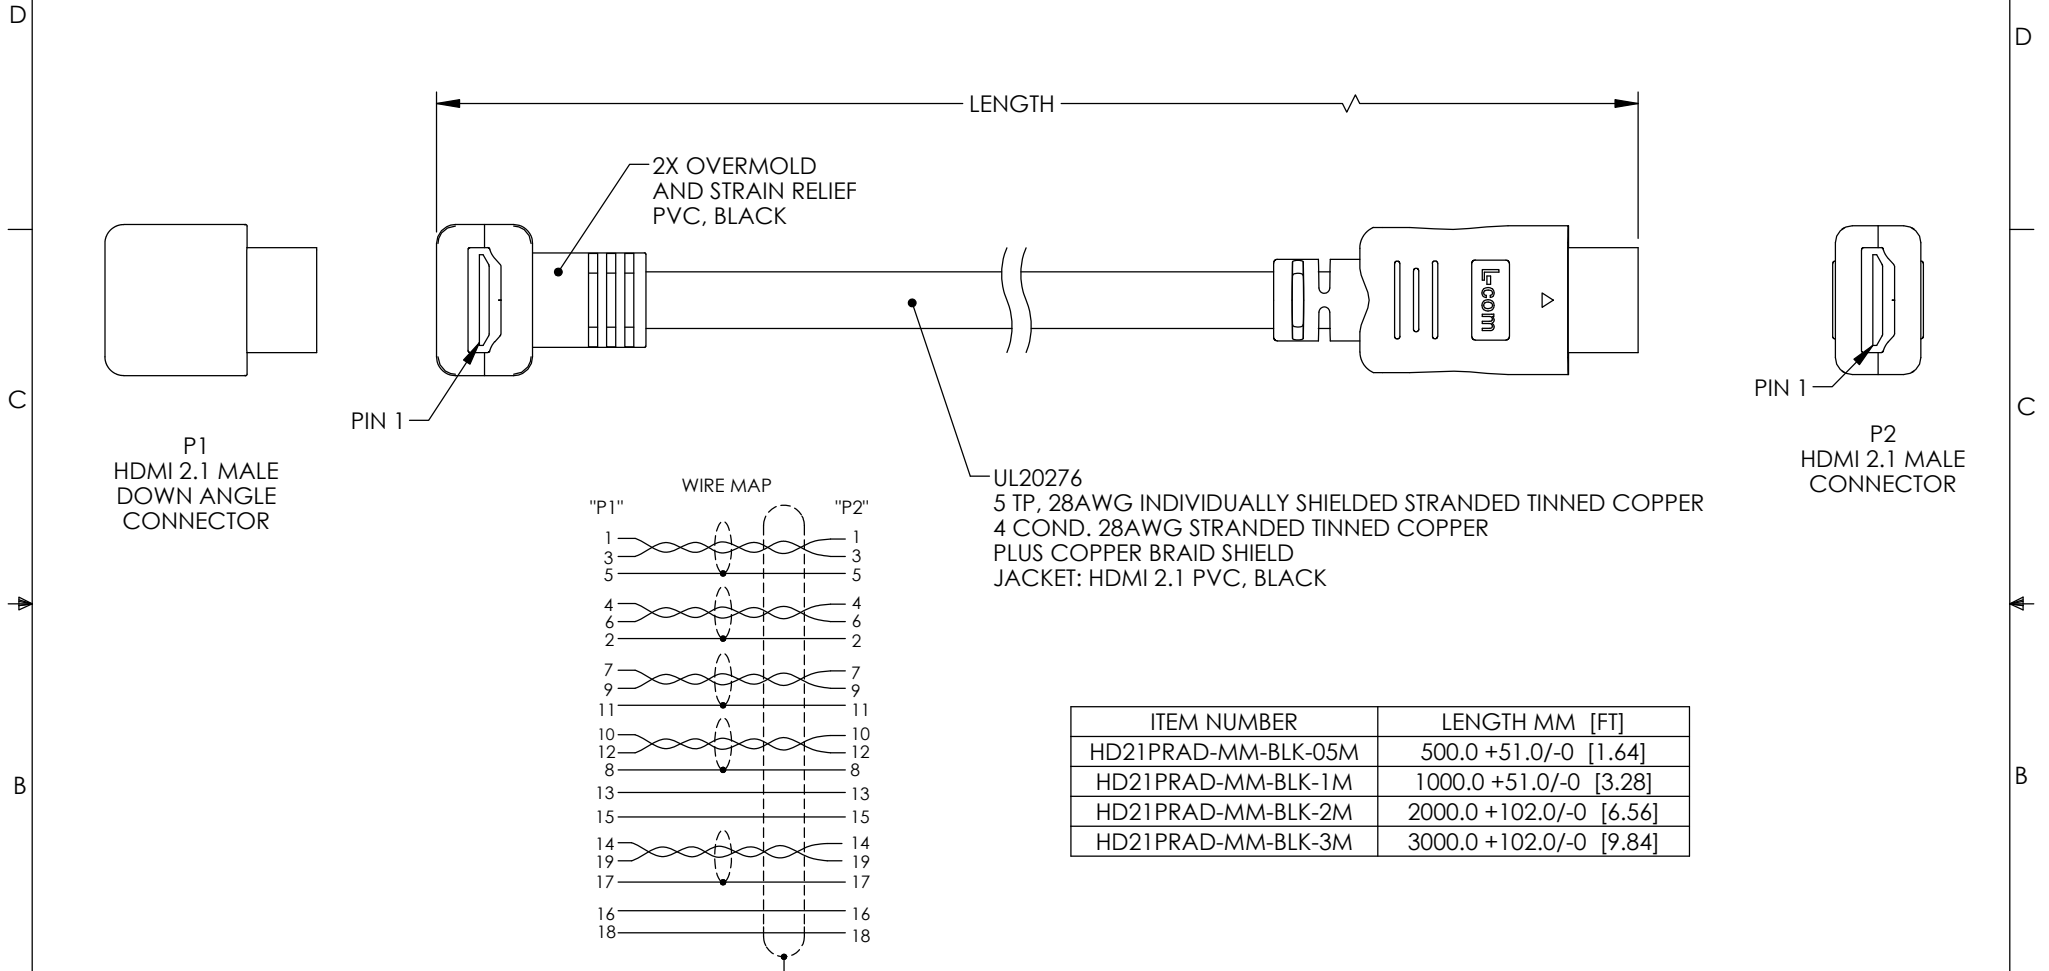 D
D
LENGTH
2X OVERMOLD
AND STRAIN RELIEF
PVC, BLACK
L-com
PIN 1
PIN 1
C
C
P1
HDMI 2.1 MALE
DOWN ANGLE
CONNECTOR
P2
HDMI 2.1 MALE
CONNECTOR
UL20276
5 TP, 28AWG INDIVIDUALLY SHIELDED STRANDED TINNED COPPER
4 COND. 28AWG STRANDED TINNED COPPER
PLUS COPPER BRAID SHIELD
JACKET: HDMI 2.1 PVC, BLACK
WIRE MAP
"P1" "P2"
1 1
3 3
5 5
4 4
6 6
2 2
7 7
9 9
11 11
10 10
12 12
8 8
13 13
15 15
14 14
19 19
17 17
16 16
18 18
ITEM NUMBER LENGTH MM [FT]
HD21PRAD-MM-BLK-05M 500.0 +51.0/-0 [1.64]
HD21PRAD-MM-BLK-1M 1000.0 +51.0/-0 [3.28]
HD21PRAD-MM-BLK-2M 2000.0 +102.0/-0 [6.56]
HD21PRAD-MM-BLK-3M 3000.0 +102.0/-0 [9.84]
B
B